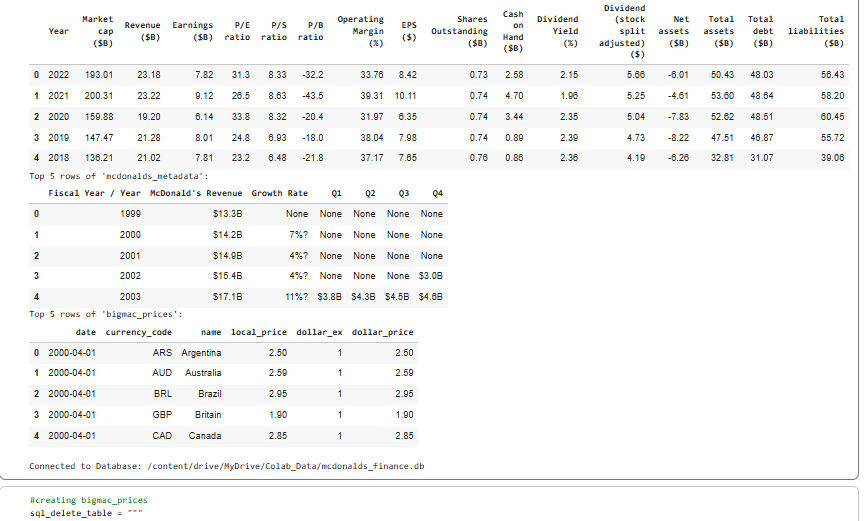 Year Market cap ($B) Revenue ($B) Earnings ($B) P/E ratio P/S ratio P/B ratio Operating Margin (%) EPS ($) Shares Outstanding ($B) Cash on Hand ($B) Dividend Yield (%) Dividend (stock split adjusted) ($) Net assets ($B) Total assets ($B) Total debt ($B) Total liabilities ($B)
0 2022 193.01 23.18 7.82 31.3 8.33 -32.2 33.76 8.42 0.73 2.58 2.15 5.66 -6.01 50.43 48.03 56.43
1 2021 200.31 23.22 9.12 26.5 8.63 -43.5 39.31 10.11 0.74 4.70 1.96 5.25 -4.61 53.60 48.64 58.20
2 2020 159.88 19.20 6.14 33.8 8.32 -20.4 31.97 6.35 0.74 3.44 2.35 5.04 -7.83 52.62 48.51 60.45
3 2019 147.47 21.28 8.01 24.8 6.93 -18.0 38.04 7.98 0.74 0.89 2.39 4.73 -8.22 47.51 46.87 55.72
4 2018 136.21 21.02 7.81 23.2 6.48 -21.8 37.17 7.65 0.76 0.86 2.36 4.19 -6.26 32.81 31.07 39.06
Top 5 rows of 'mcdonalds_metadata':
Fiscal Year / Year McDonald's Revenue Growth Rate Q1 Q2 Q3 Q4
0 1999 $13.3B None None None None None
1 2000 $14.2B 7%? None None None None
2 2001 $14.9B 4%? None None None None
3 2002 $15.4B 4%? None None None $3.0B
4 2003 $17.1B 11%? $3.8B $4.3B $4.5B $4.6B
Top 5 rows of 'bigmac_prices':
date currency_code name local_price dollar_ex dollar_price
0 2000-04-01 ARS Argentina 2.50 1 2.50
1 2000-04-01 AUD Australia 2.59 1 2.59
2 2000-04-01 BRL Brazil 2.95 1 2.95
3 2000-04-01 GBP Britain 1.90 1 1.90
4 2000-04-01 CAD Canada 2.85 1 2.85
Connected to Database: /content/drive/MyDrive/Colab_Data/mcdonalds_finance.db
#creating bigmac_prices
sql_delete_table = """